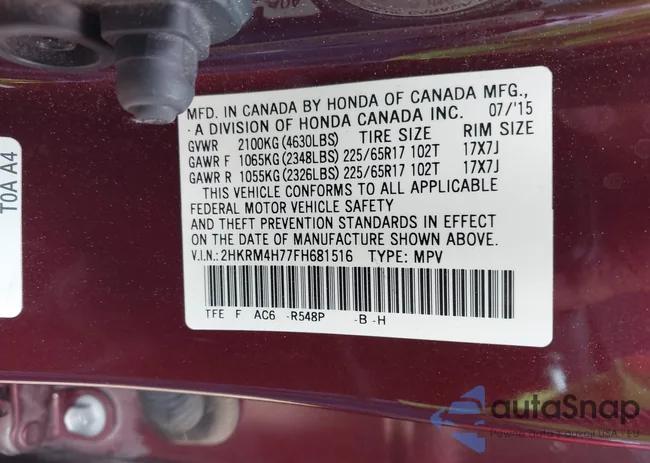 MFD. IN CANADA BY HONDA OF CANADA MFG.,
A DIVISION OF HONDA CANADA INC. 07/'15
GVWR 2100KG(4630LBS) TIRE SIZE RIM SIZE
GAWR F 1065KG(2348LBS) 225/65R17 102T 17X7J
GAWR R 1055KG(2326LBS) 225/65R17 102T 17X7J
THIS VEHICLE CONFORMS TO ALL APPLICABLE
FEDERAL MOTOR VEHICLE SAFETY
AND THEFT PREVENTION STANDARDS IN EFFECT
ON THE DATE OF MANUFACTURE SHOWN ABOVE.
V.I.N.: 2HKRM4H77FH681516 TYPE: MPV
TFE F AC6 -R548P -B -H
T0A A4
autoSnap